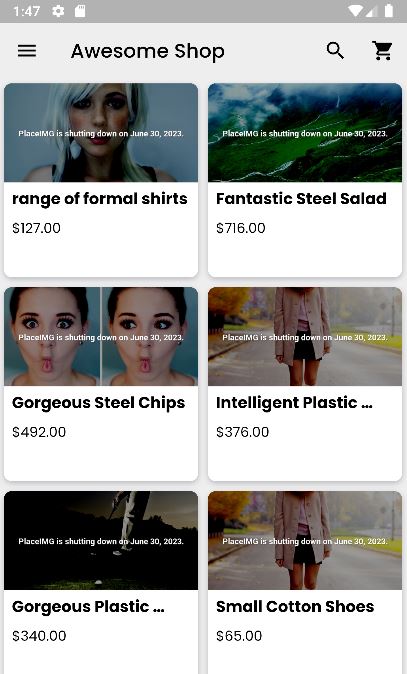 1:47
Awesome Shop
PlaceIMG is shutting down on June 30, 2023.
PlaceIMG is shutting down on June 30, 2023.
range of formal shirts
Fantastic Steel Salad
$127.00
$716.00
PlaceIMG is shutting down on June 30, 2023.
PlaceIMG is shutting down on June 30, 2023.
Gorgeous Steel Chips
Intelligent Plastic ...
$492.00
$376.00
PlaceIMG is shutting down on June 30, 2023.
PlaceIMG is shutting down on June 30, 2023.
Gorgeous Plastic ...
Small Cotton Shoes
$340.00
$65.00